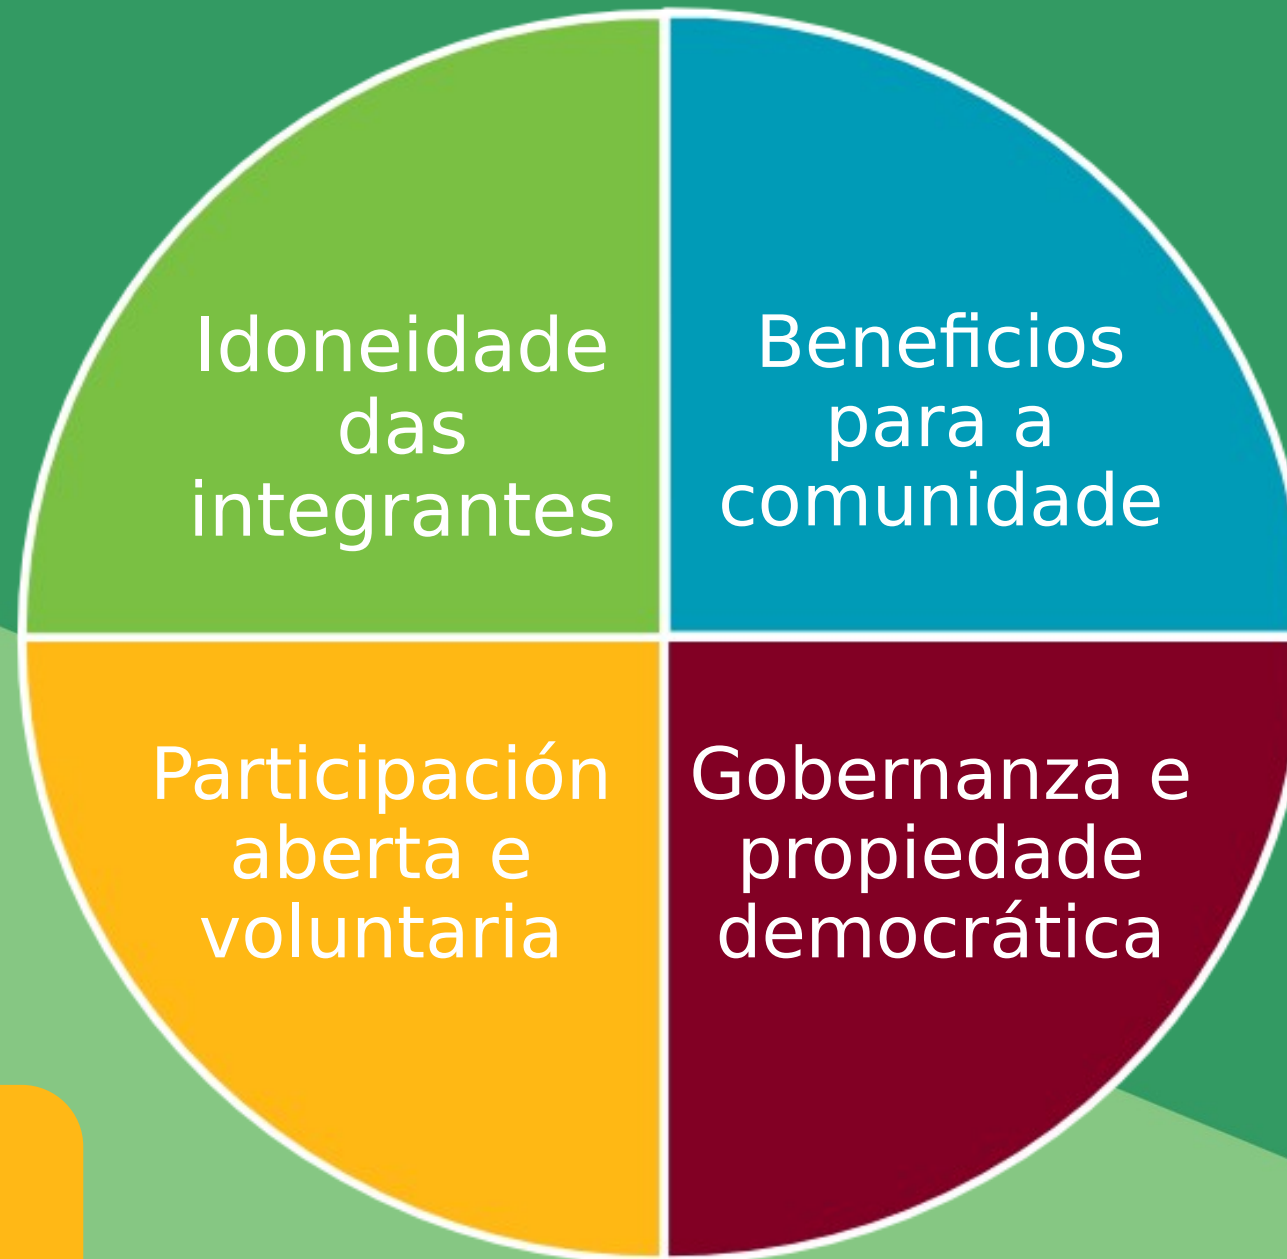 Idoneidade
das
integrantes
Beneficios
para a
comunidade
Participación
aberta e
voluntaria
Gobernanza e
propiedade
democrática